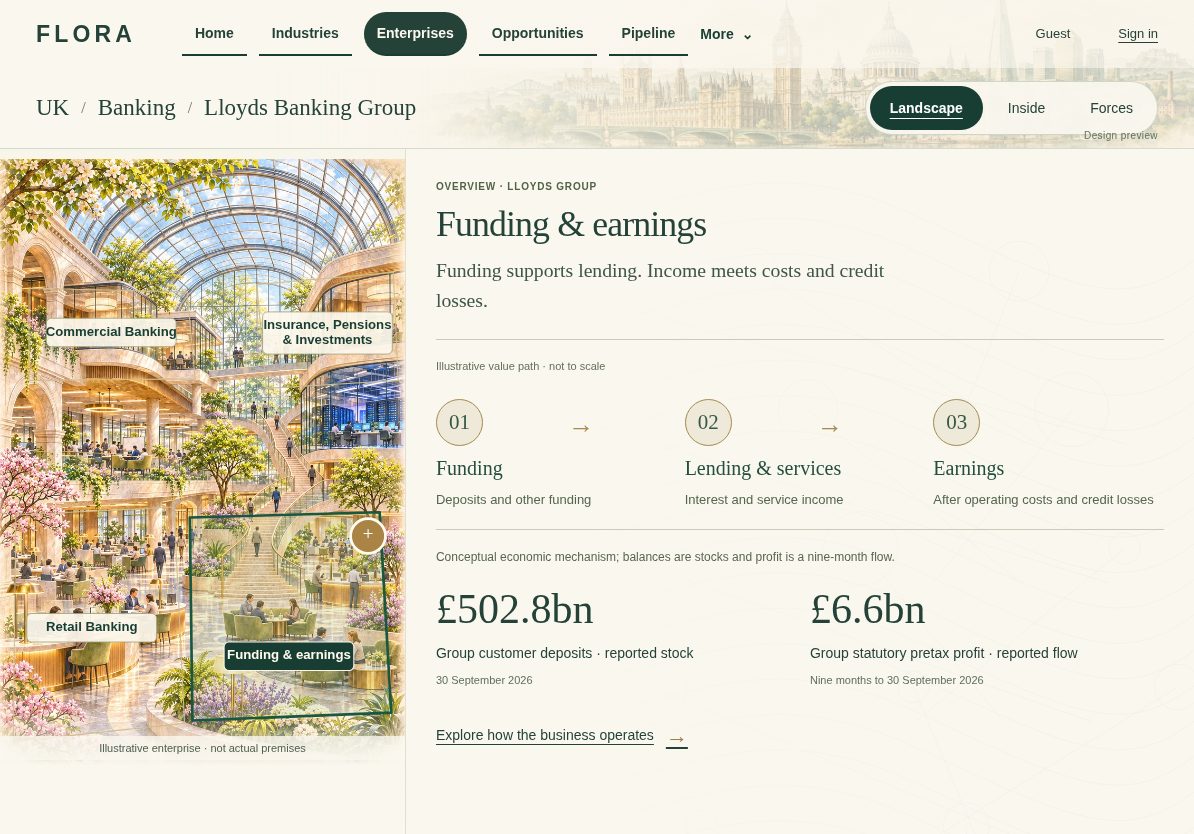 FLORA
Home
Industries
Enterprises
Opportunities
Pipeline
More
Guest
Sign in
UK / Banking / Lloyds Banking Group
Landscape
Inside
Forces
Design preview
Commercial Banking
Insurance, Pensions
& Investments
+
Retail Banking
Funding & earnings
Illustrative enterprise · not actual premises
OVERVIEW · LLOYDS GROUP
Funding & earnings
Funding supports lending. Income meets costs and credit
losses.
Illustrative value path · not to scale
01 → 02 → 03
Funding
Lending & services
Earnings
Deposits and other funding
Interest and service income
After operating costs and credit losses
Conceptual economic mechanism; balances are stocks and profit is a nine-month flow.
£502.8bn
£6.6bn
Group customer deposits · reported stock
Group statutory pretax profit · reported flow
30 September 2026
Nine months to 30 September 2026
Explore how the business operates →